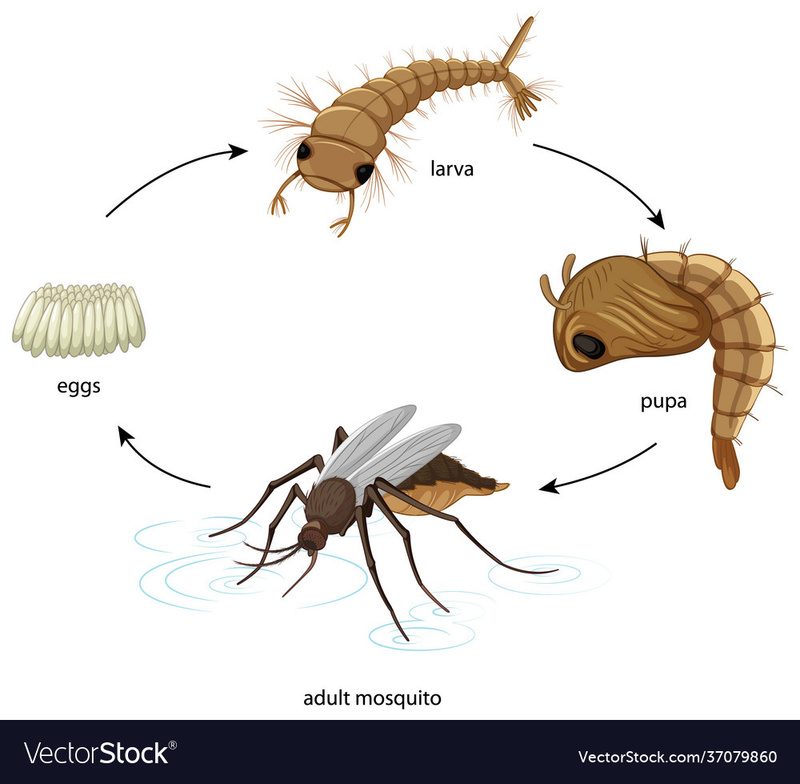 larva
eggs
pupa
adult mosquito
VectorStock®
VectorStock.com/37079860